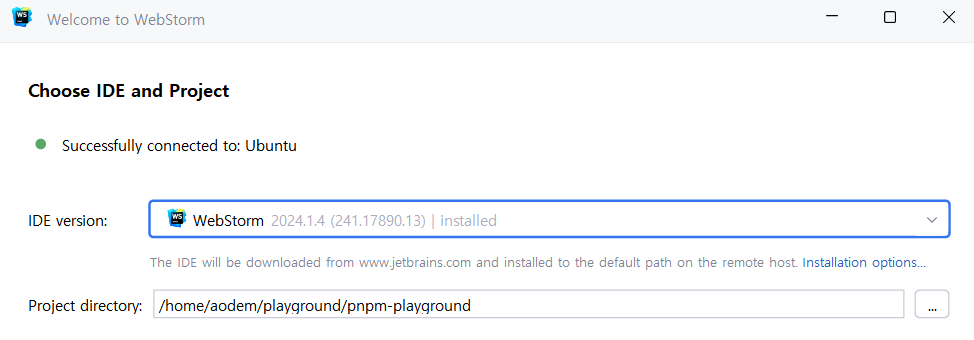 Welcome to WebStorm
Choose IDE and Project
Successfully connected to: Ubuntu
IDE version: WS WebStorm 2024.1.4 (241.17890.13) | installed
The IDE will be downloaded from www.jetbrains.com and installed to the default path on the remote host. Installation options...
Project directory: /home/aodem/playground/pnpm-playground ...